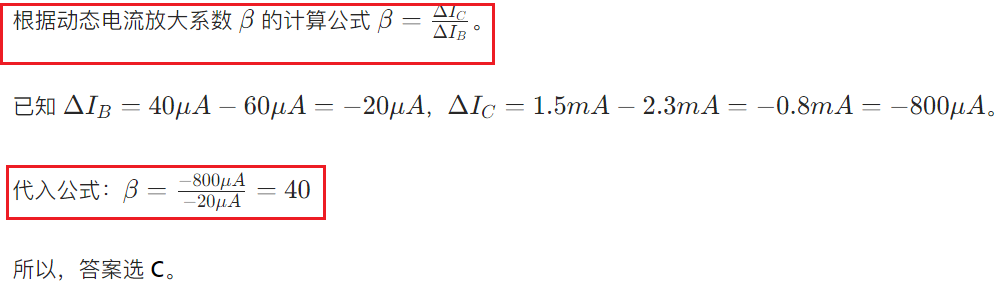 根据动态电流放大系数 β 的计算公式 β = ΔI_C / ΔI_B 。
已知 ΔI_B = 40μA − 60μA = −20μA，ΔI_C = 1.5mA − 2.3mA = −0.8mA = −800μA。
代入公式：β = −800μA / −20μA = 40
所以，答案选 C。